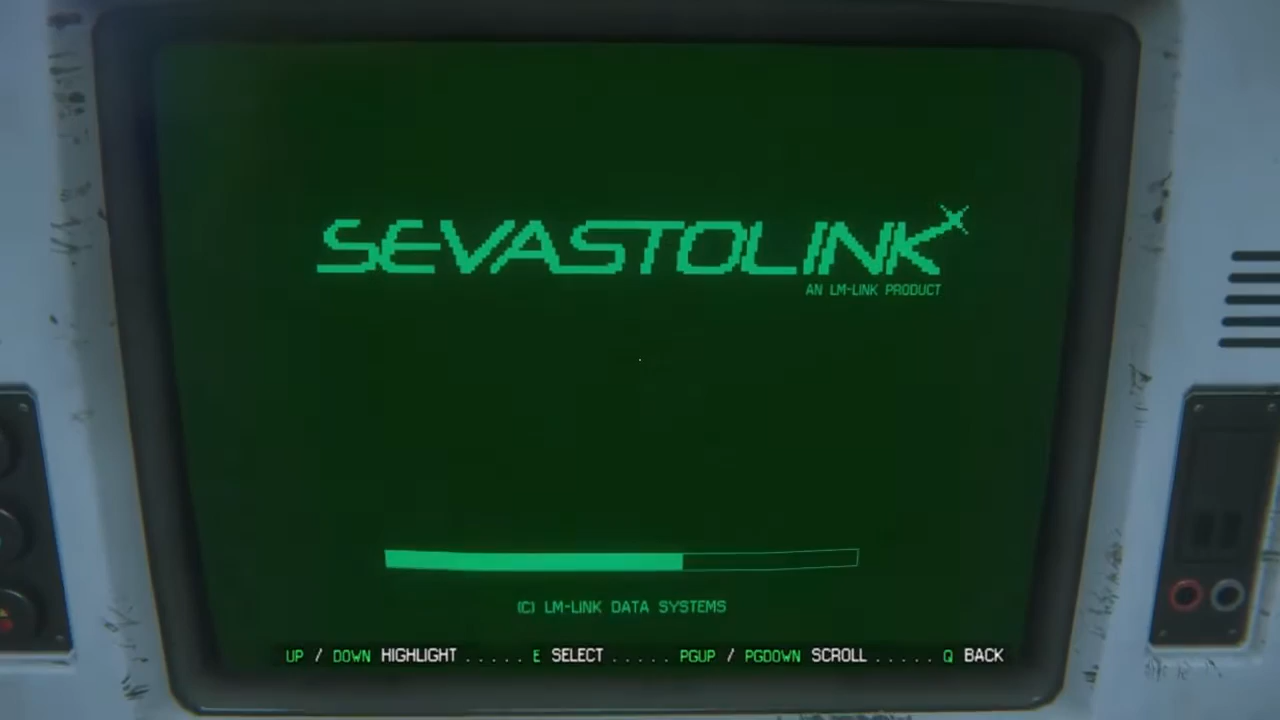 SEVASTOLINK
AN LM-LINK PRODUCT
(C) LM-LINK DATA SYSTEMS
UP / DOWN HIGHLIGHT ..... E SELECT ..... PGUP / PGDOWN SCROLL ..... Q BACK